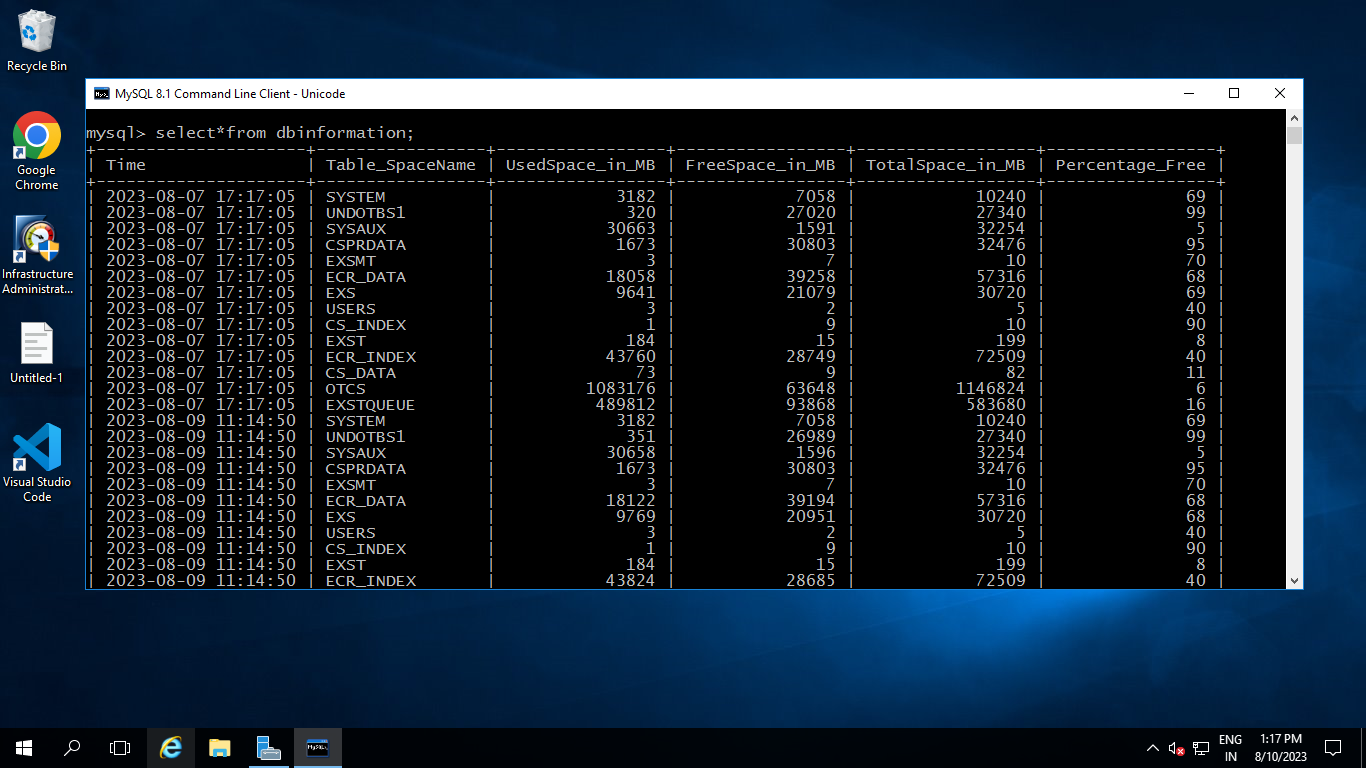 Recycle Bin
Google
Chrome
Infrastructure
Administrat...
Untitled-1
Visual Studio
Code
MySQL 8.1 Command Line Client - Unicode
mysql> select*from dbinformation;
| Time | Table_SpaceName | UsedSpace_in_MB | FreeSpace_in_MB | TotalSpace_in_MB | Percentage_Free |
| 2023-08-07 17:17:05 | SYSTEM | 3182 | 7058 | 10240 | 69 |
| 2023-08-07 17:17:05 | UNDOTBS1 | 320 | 27020 | 27340 | 99 |
| 2023-08-07 17:17:05 | SYSAUX | 30663 | 1591 | 32254 | 5 |
| 2023-08-07 17:17:05 | CSPRDATA | 1673 | 30803 | 32476 | 95 |
| 2023-08-07 17:17:05 | EXSMT | 3 | 7 | 10 | 70 |
| 2023-08-07 17:17:05 | ECR_DATA | 18058 | 39258 | 57316 | 68 |
| 2023-08-07 17:17:05 | EXS | 9641 | 21079 | 30720 | 69 |
| 2023-08-07 17:17:05 | USERS | 3 | 2 | 5 | 40 |
| 2023-08-07 17:17:05 | CS_INDEX | 1 | 9 | 10 | 90 |
| 2023-08-07 17:17:05 | EXST | 184 | 15 | 199 | 8 |
| 2023-08-07 17:17:05 | ECR_INDEX | 43760 | 28749 | 72509 | 40 |
| 2023-08-07 17:17:05 | CS_DATA | 73 | 9 | 82 | 11 |
| 2023-08-07 17:17:05 | OTCS | 1083176 | 63648 | 1146824 | 6 |
| 2023-08-07 17:17:05 | EXSTQUEUE | 489812 | 93868 | 583680 | 16 |
| 2023-08-09 11:14:50 | SYSTEM | 3182 | 7058 | 10240 | 69 |
| 2023-08-09 11:14:50 | UNDOTBS1 | 351 | 26989 | 27340 | 99 |
| 2023-08-09 11:14:50 | SYSAUX | 30658 | 1596 | 32254 | 5 |
| 2023-08-09 11:14:50 | CSPRDATA | 1673 | 30803 | 32476 | 95 |
| 2023-08-09 11:14:50 | EXSMT | 3 | 7 | 10 | 70 |
| 2023-08-09 11:14:50 | ECR_DATA | 18122 | 39194 | 57316 | 68 |
| 2023-08-09 11:14:50 | EXS | 9769 | 20951 | 30720 | 68 |
| 2023-08-09 11:14:50 | USERS | 3 | 2 | 5 | 40 |
| 2023-08-09 11:14:50 | CS_INDEX | 1 | 9 | 10 | 90 |
| 2023-08-09 11:14:50 | EXST | 184 | 15 | 199 | 8 |
| 2023-08-09 11:14:50 | ECR_INDEX | 43824 | 28685 | 72509 | 40 |
ENG
IN
1:17 PM
8/10/2023